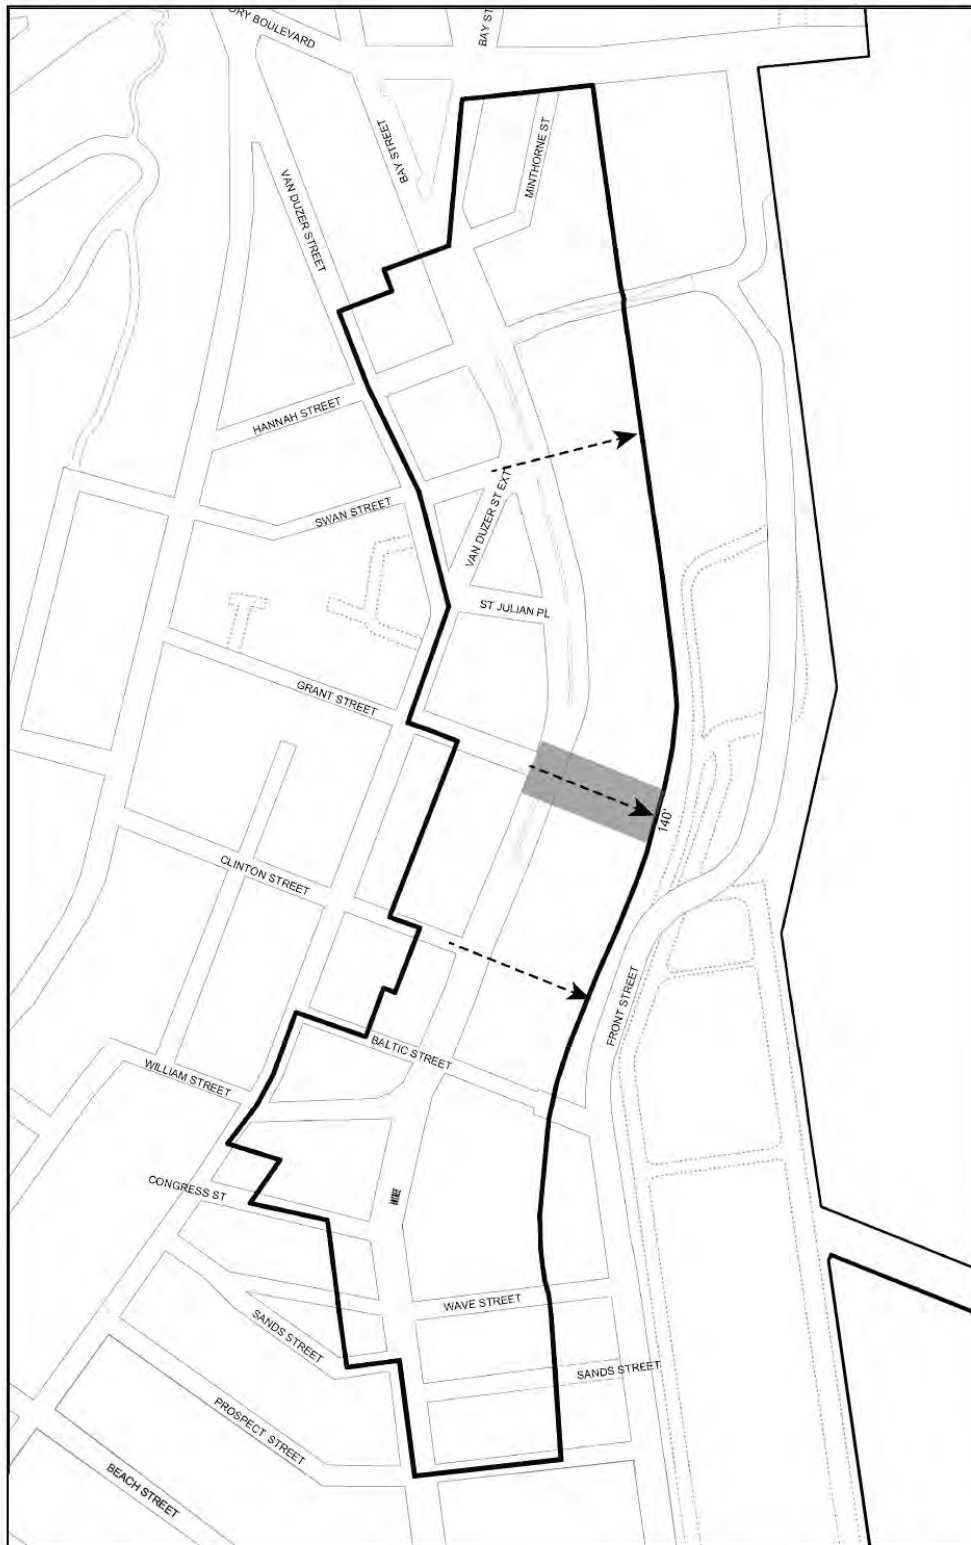 ORY BOULEVARD
BAY ST
BAY STREET
MINTHORNE ST
VAN DUZER STREET
HANNAH STREET
SWAN STREET
VAN DUZER ST EXT
ST JULIAN PL
GRANT STREET
140'
CLINTON STREET
FRONT STREET
BALTIC STREET
WILLIAM STREET
CONGRESS ST
WAVE STREET
SANDS STREET
SANDS STREET
PROSPECT STREET
BEACH STREET